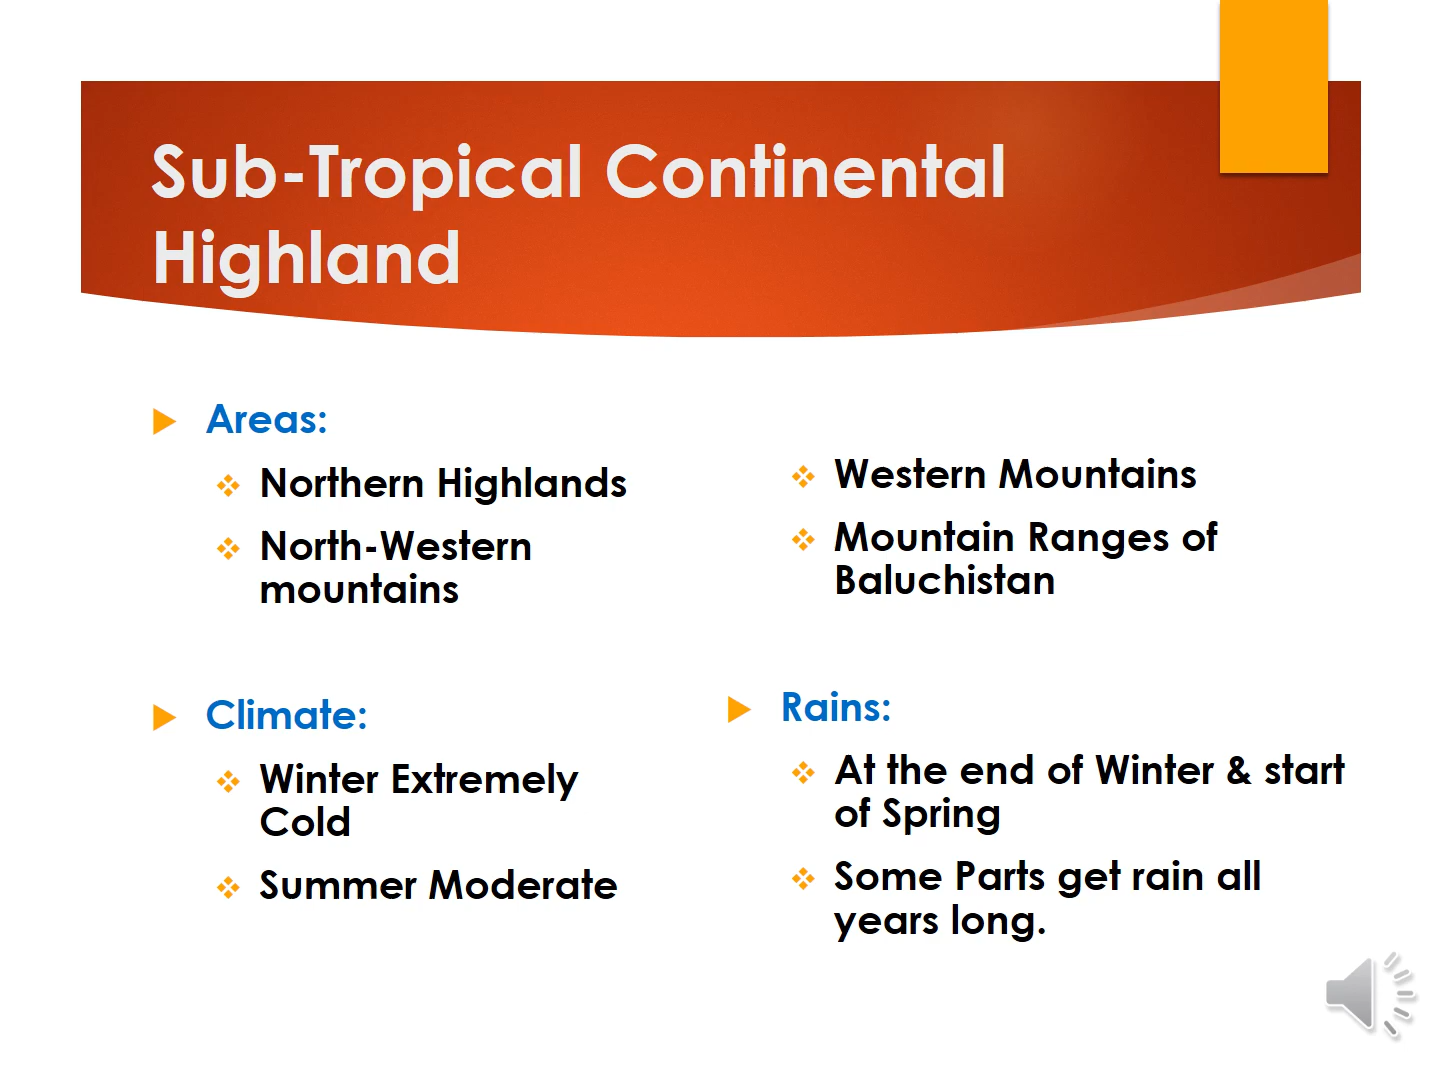 Sub-Tropical Continental
Highland
Areas:
Northern Highlands
North-Western
mountains
Western Mountains
Mountain Ranges of
Baluchistan
Climate:
Winter Extremely
Cold
Summer Moderate
Rains:
At the end of Winter & start
of Spring
Some Parts get rain all
years long.